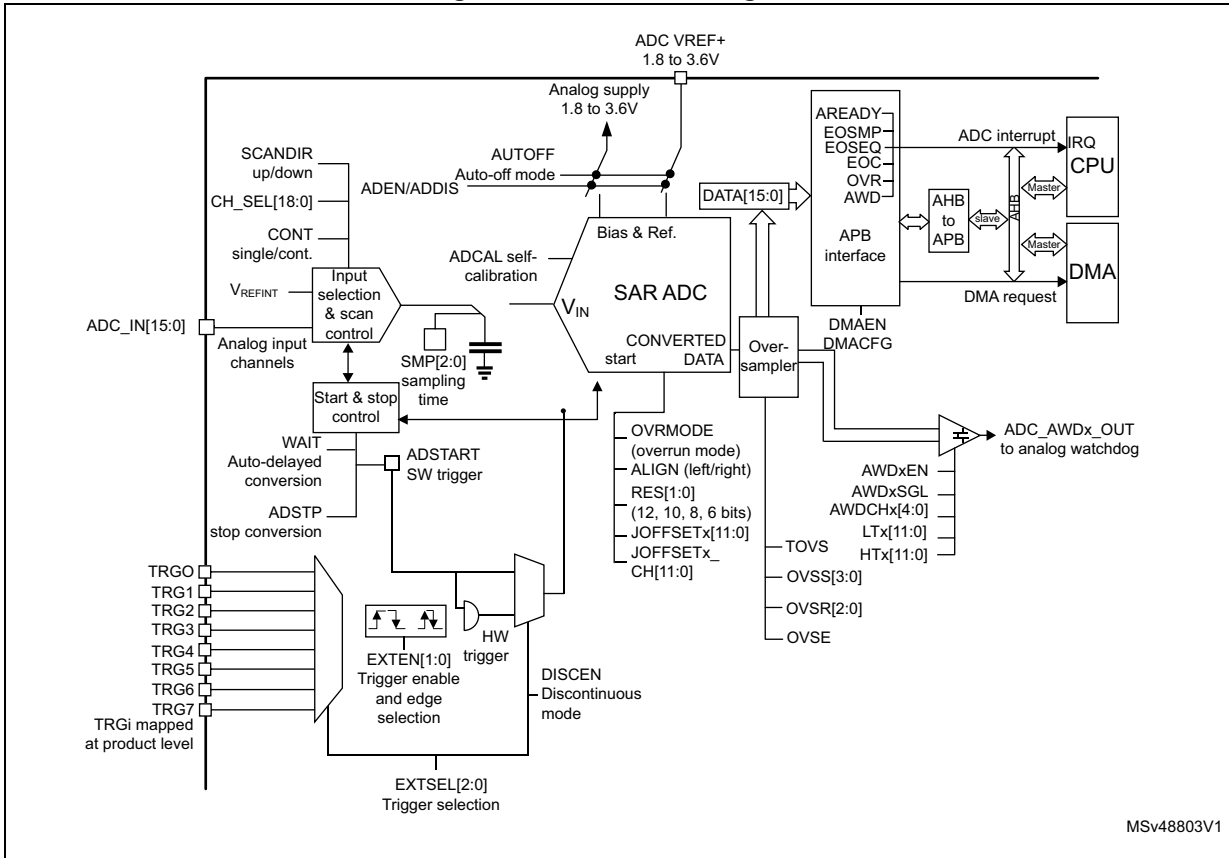 ADC VREF+
1.8 to 3.6V
Analog supply
1.8 to 3.6V
SCANDIR
up/down
CH_SEL[18:0]
CONT
single/cont.
AUTOFF
Auto-off mode
ADEN/ADDIS
ADCAL self-
calibration
Bias & Ref.
SAR ADC
VIN
CONVERTED
DATA
start
VREFINT
Input
selection
& scan
control
ADC_IN[15:0]
Analog input
channels
SMP[2:0]
sampling
time
Start & stop
control
WAIT
Auto-delayed
conversion
ADSTP
stop conversion
ADSTART
SW trigger
DATA[15:0]
AREADY
EOSMP
EOSEQ
EOC
OVR
AWD
APB
interface
DMAEN
DMACFG
AHB
to
APB
slave
AHB
ADC interrupt
IRQ
CPU
Master
Master
DMA
DMA request
Over-
sampler
OVRMODE
(overrun mode)
ALIGN (left/right)
RES[1:0]
(12, 10, 8, 6 bits)
JOFFSETx[11:0]
JOFFSETx_
CH[11:0]
TOVS
OVSS[3:0]
OVSR[2:0]
OVSE
ADC_AWDx_OUT
to analog watchdog
AWDxEN
AWDxSGL
AWDCHx[4:0]
LTx[11:0]
HTx[11:0]
TRGO
TRG1
TRG2
TRG3
TRG4
TRG5
TRG6
TRG7
TRGi mapped
at product level
EXTEN[1:0]
Trigger enable
and edge
selection
HW
trigger
DISCEN
Discontinuous
mode
EXTSEL[2:0]
Trigger selection
MSv48803V1